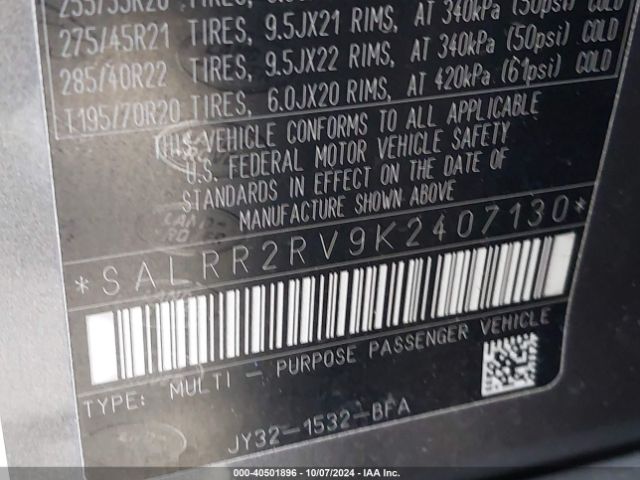 275/45R21 TIRES, 9.5JX21 RIMS, AT 340kPa (50psi) COLD
285/40R22 TIRES, 9.5JX22 RIMS, AT 340kPa (50psi) COLD
T195/70R20 TIRES, 6.0JX20 RIMS, AT 420kPa (61psi) COLD
THIS VEHICLE CONFORMS TO ALL APPLICABLE
U.S. FEDERAL MOTOR VEHICLE SAFETY
STANDARDS IN EFFECT ON THE DATE OF
MANUFACTURE SHOWN ABOVE
*SALRR2RV9K2407130*
TYPE: MULTI - PURPOSE PASSENGER VEHICLE
JY32-1532-BFA
000-40501896 - 10/07/2024 - IAA Inc.